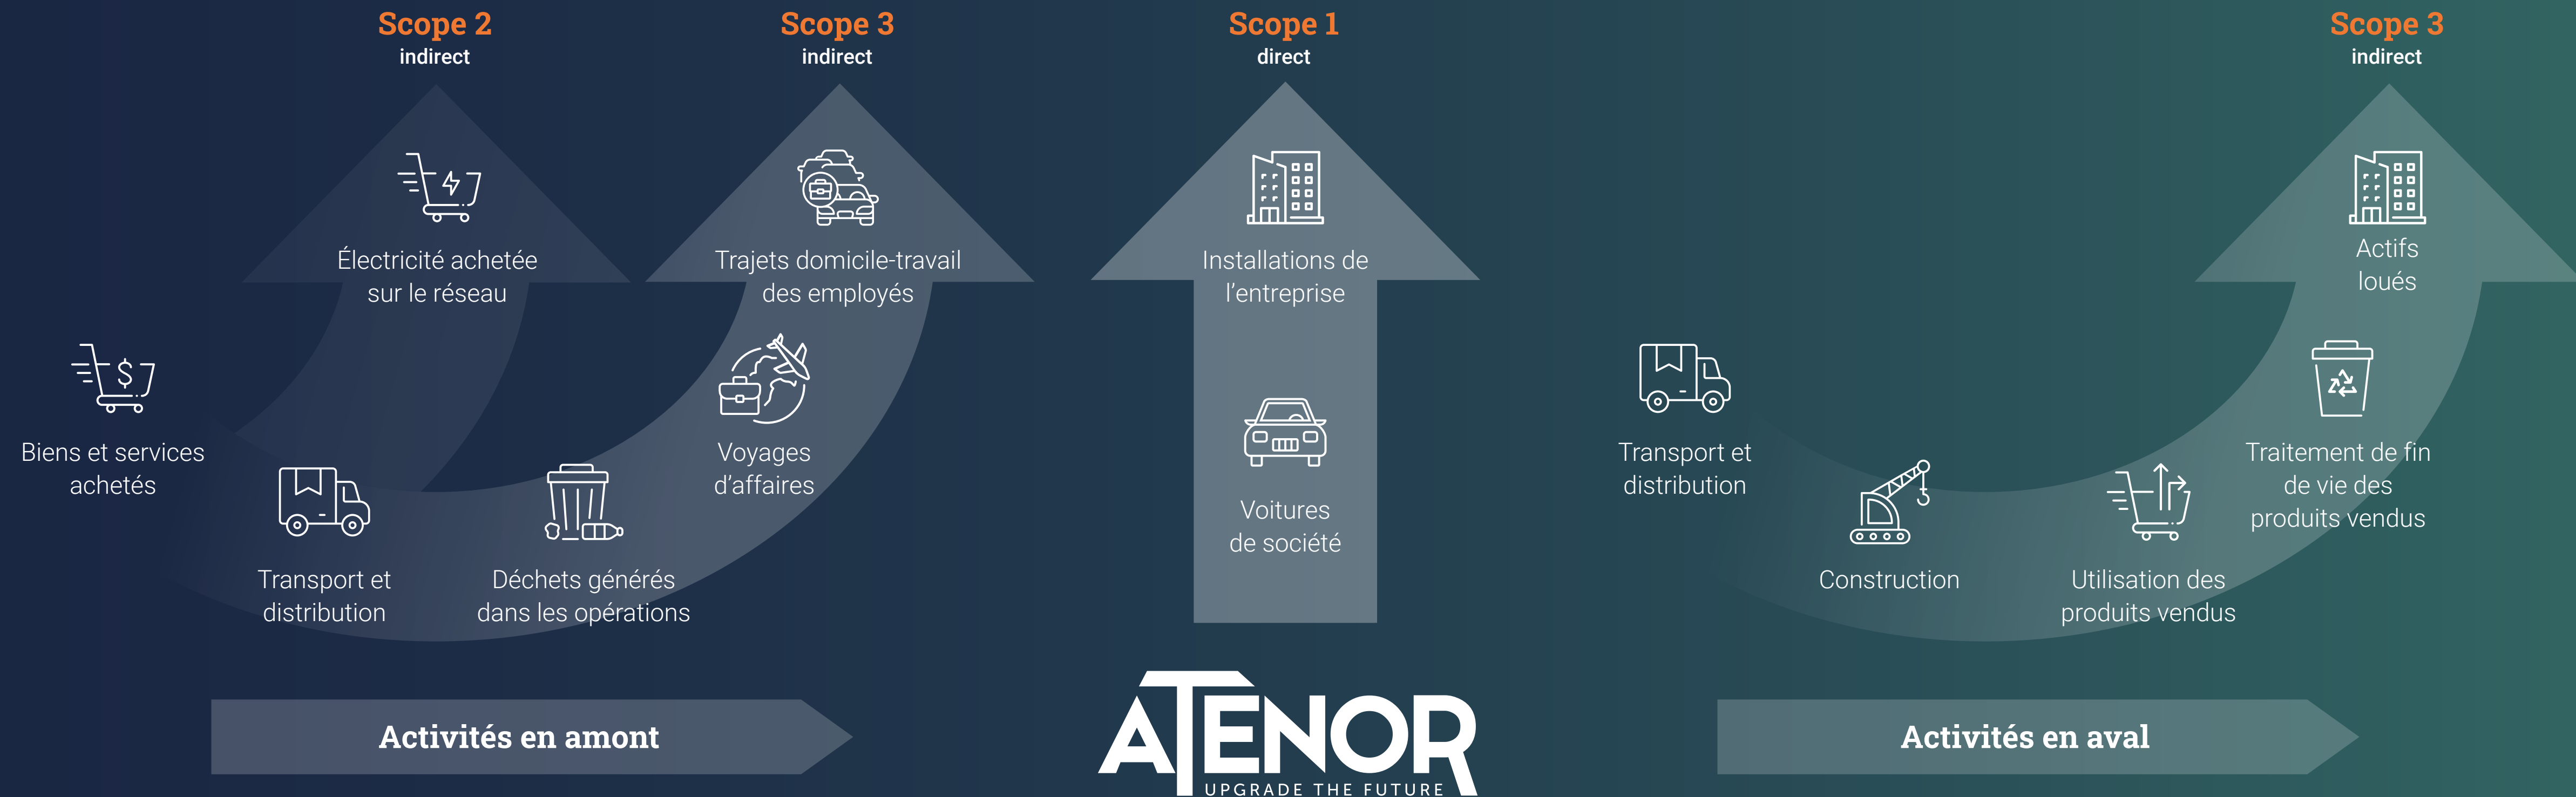 Scope 2
indirect
Scope 3
indirect
Scope 1
direct
Scope 3
indirect
Électricité achetée
sur le réseau
Trajets domicile-travail
des employés
Installations de
l'entreprise
Actifs
loués
Biens et services
achetés
Transport et
distribution
Déchets générés
dans les opérations
Voyages
d'affaires
Voitures
de société
Transport et
distribution
Construction
Utilisation des
produits vendus
Traitement de fin
de vie des
produits vendus
Activités en amont
ATENOR
UPGRADE THE FUTURE
Activités en aval